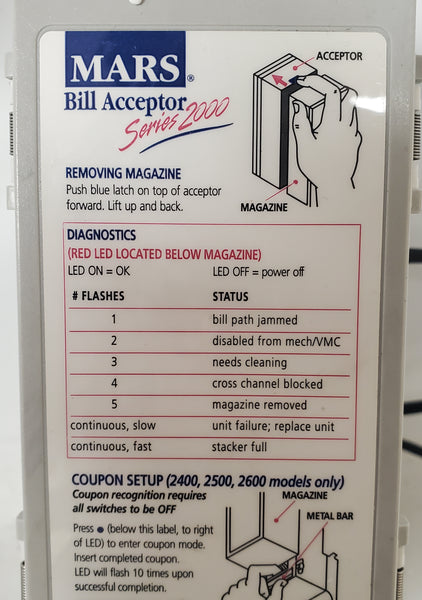 MARS®
Bill Acceptor
Series 2000
ACCEPTOR
REMOVING MAGAZINE
Push blue latch on top of acceptor
forward. Lift up and back.
MAGAZINE
DIAGNOSTICS
(RED LED LOCATED BELOW MAGAZINE)
LED ON = OK LED OFF = power off
# FLASHES STATUS
1 bill path jammed
2 disabled from mech/VMC
3 needs cleaning
4 cross channel blocked
5 magazine removed
continuous, slow unit failure; replace unit
continuous, fast stacker full
COUPON SETUP (2400, 2500, 2600 models only)
Coupon recognition requires
all switches to be OFF
MAGAZINE
METAL BAR
Press ● (below this label, to right
of LED) to enter coupon mode.
Insert completed coupon.
LED will flash 10 times upon
successful completion.